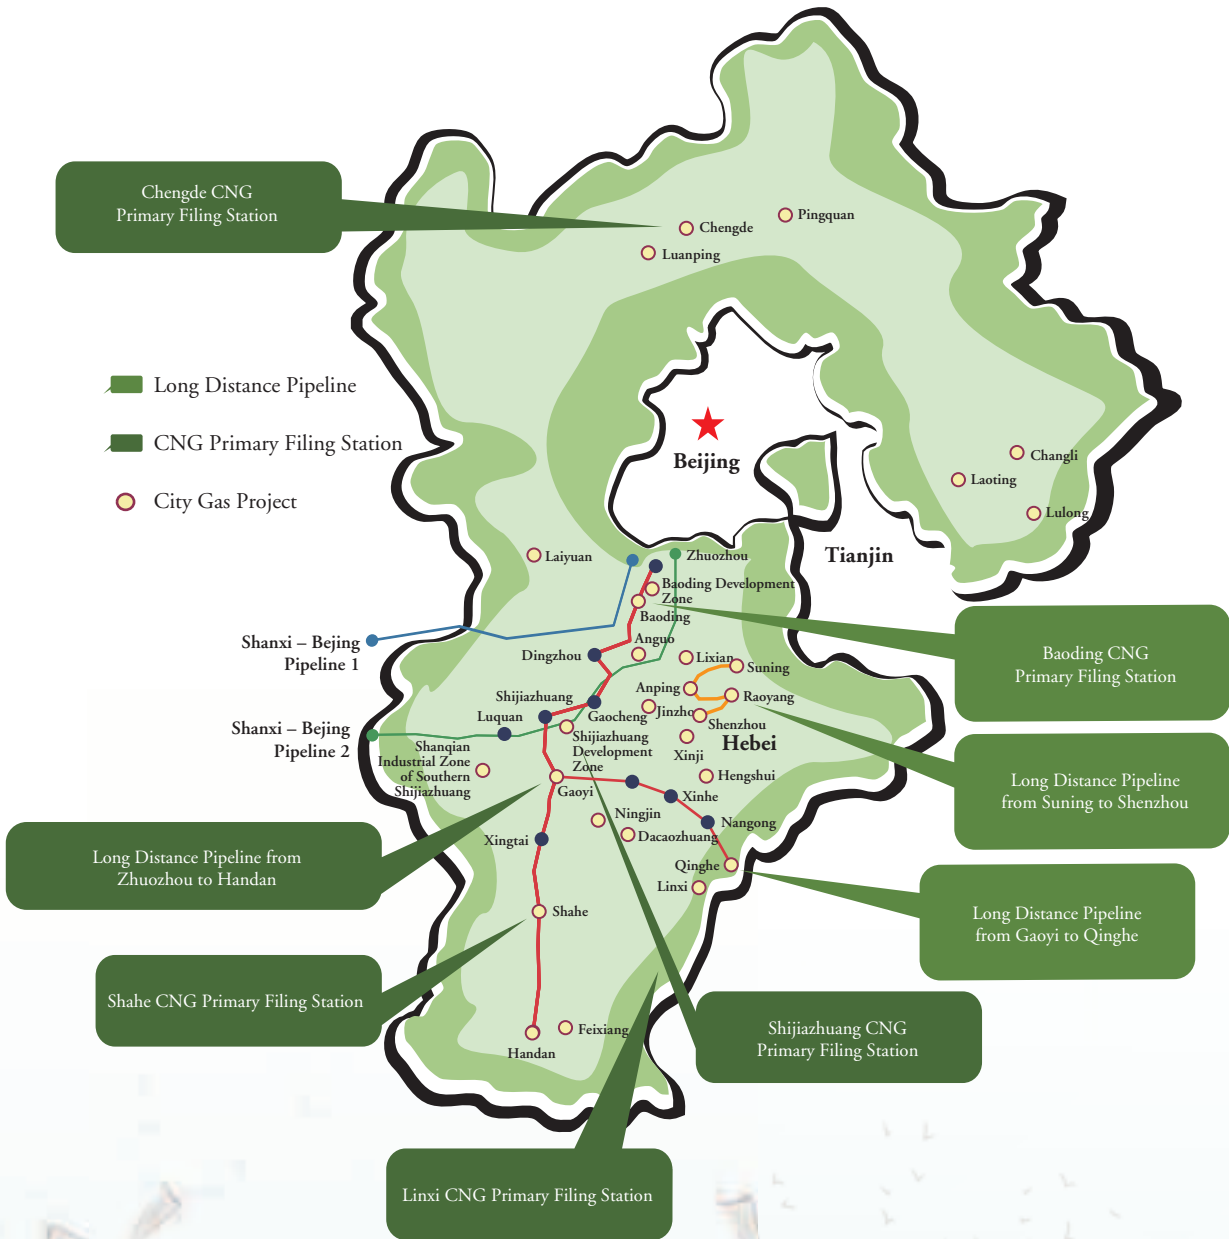 Chengde CNG
Primary Filing Station
Pingquan
Chengde
Luanping
Long Distance Pipeline
CNG Primary Filing Station
City Gas Project
Beijing
Changli
Laoting
Lulong
Tianjin
Laiyuan
Zhuozhou
Baoding Development
Zone
Baoding
Shanxi – Bejing
Pipeline 1
Anguo
Dingzhou
Lixian
Suning
Baoding CNG
Primary Filing Station
Anping
Raoyang
Shijiazhuang
Jinzho
Gaocheng
Luquan
Shenzhou
Shanxi – Bejing
Pipeline 2
Shijiazhuang
Development
Zone
Hebei
Shanqian
Industrial Zone
of Southern
Shijiazhuang
Xinji
Hengshui
Long Distance Pipeline
from Suning to Shenzhou
Gaoyi
Xinhe
Ningjin
Nangong
Dacaozhuang
Xingtai
Long Distance Pipeline from
Zhuozhou to Handan
Qinghe
Linxi
Shahe
Long Distance Pipeline
from Gaoyi to Qinghe
Shahe CNG Primary Filing Station
Feixiang
Handan
Shijiazhuang CNG
Primary Filing Station
Linxi CNG Primary Filing Station